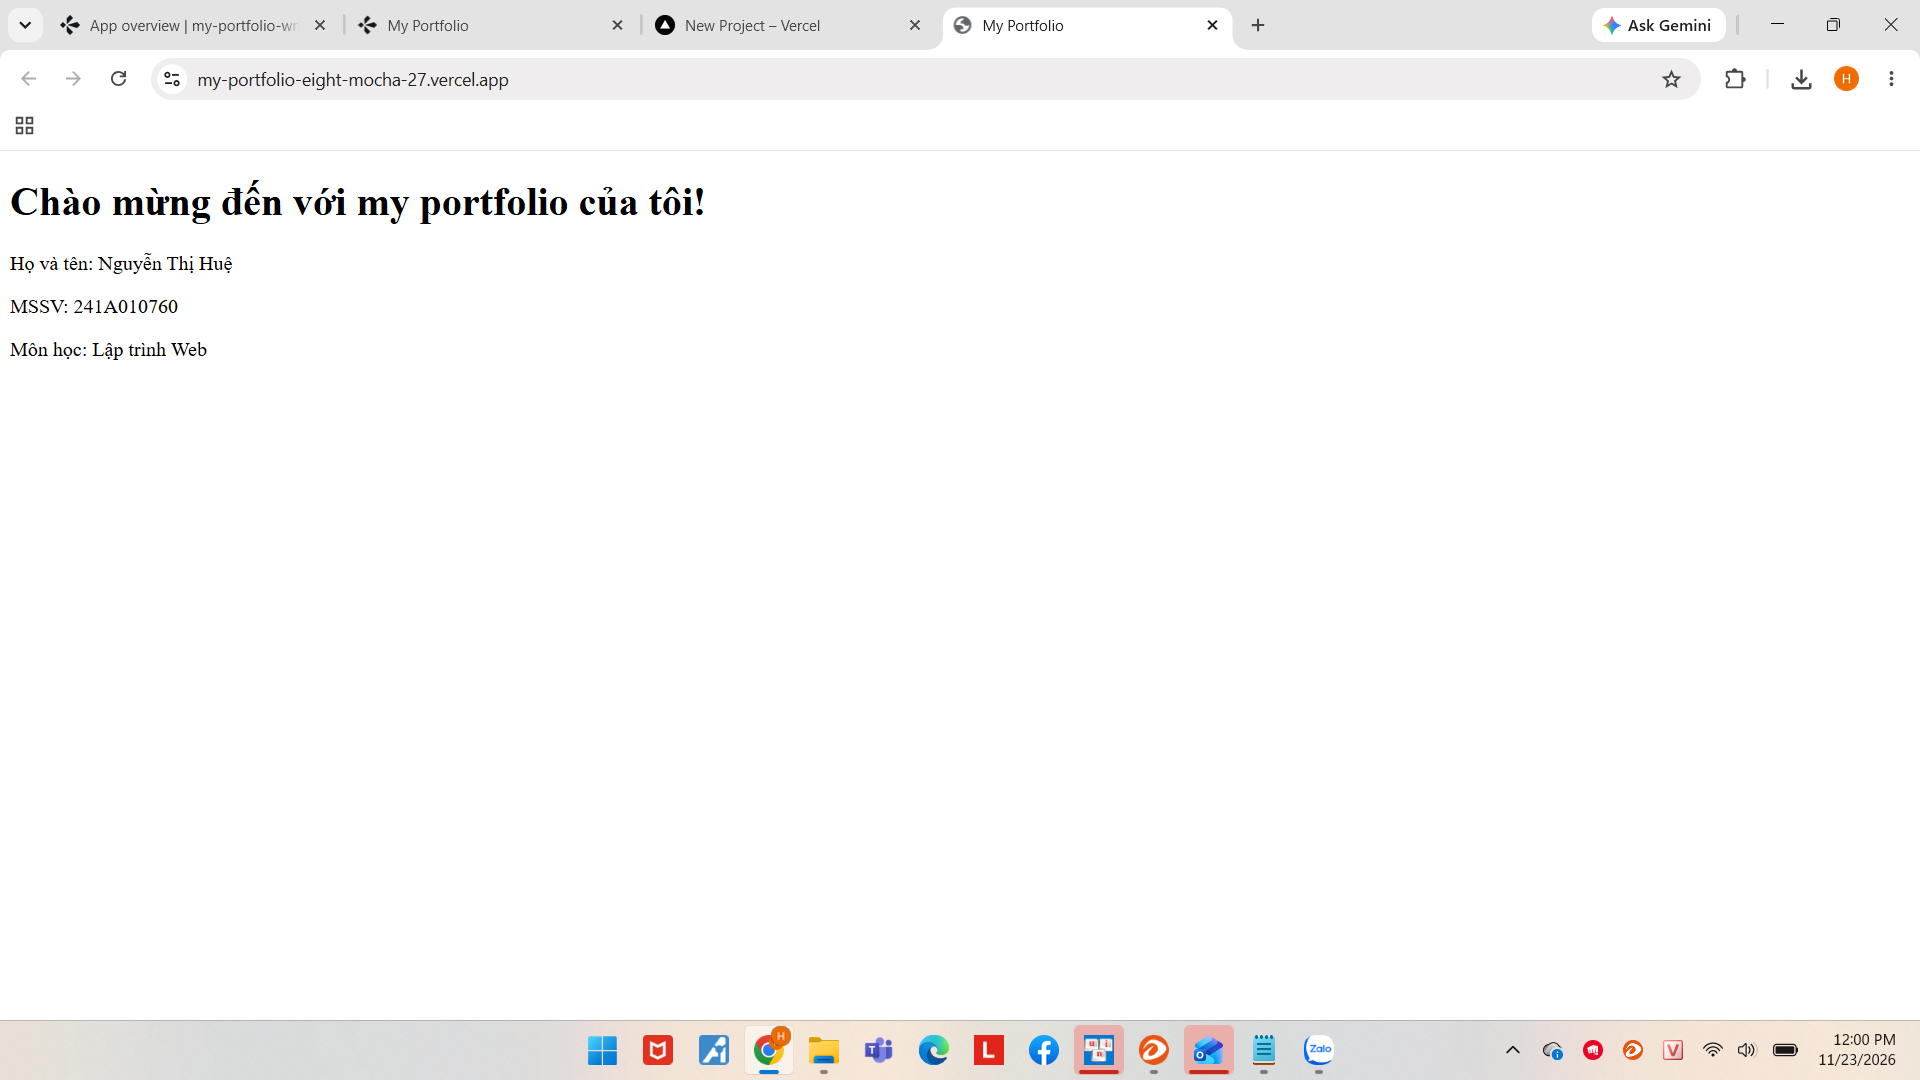 App overview | my-portfolio-wr
My Portfolio
New Project – Vercel
My Portfolio
Ask Gemini
my-portfolio-eight-mocha-27.vercel.app
H
Chào mừng đến với my portfolio của tôi!
Họ và tên: Nguyễn Thị Huệ
MSSV: 241A010760
Môn học: Lập trình Web
H
L
Zalo
12:00 PM
11/23/2026